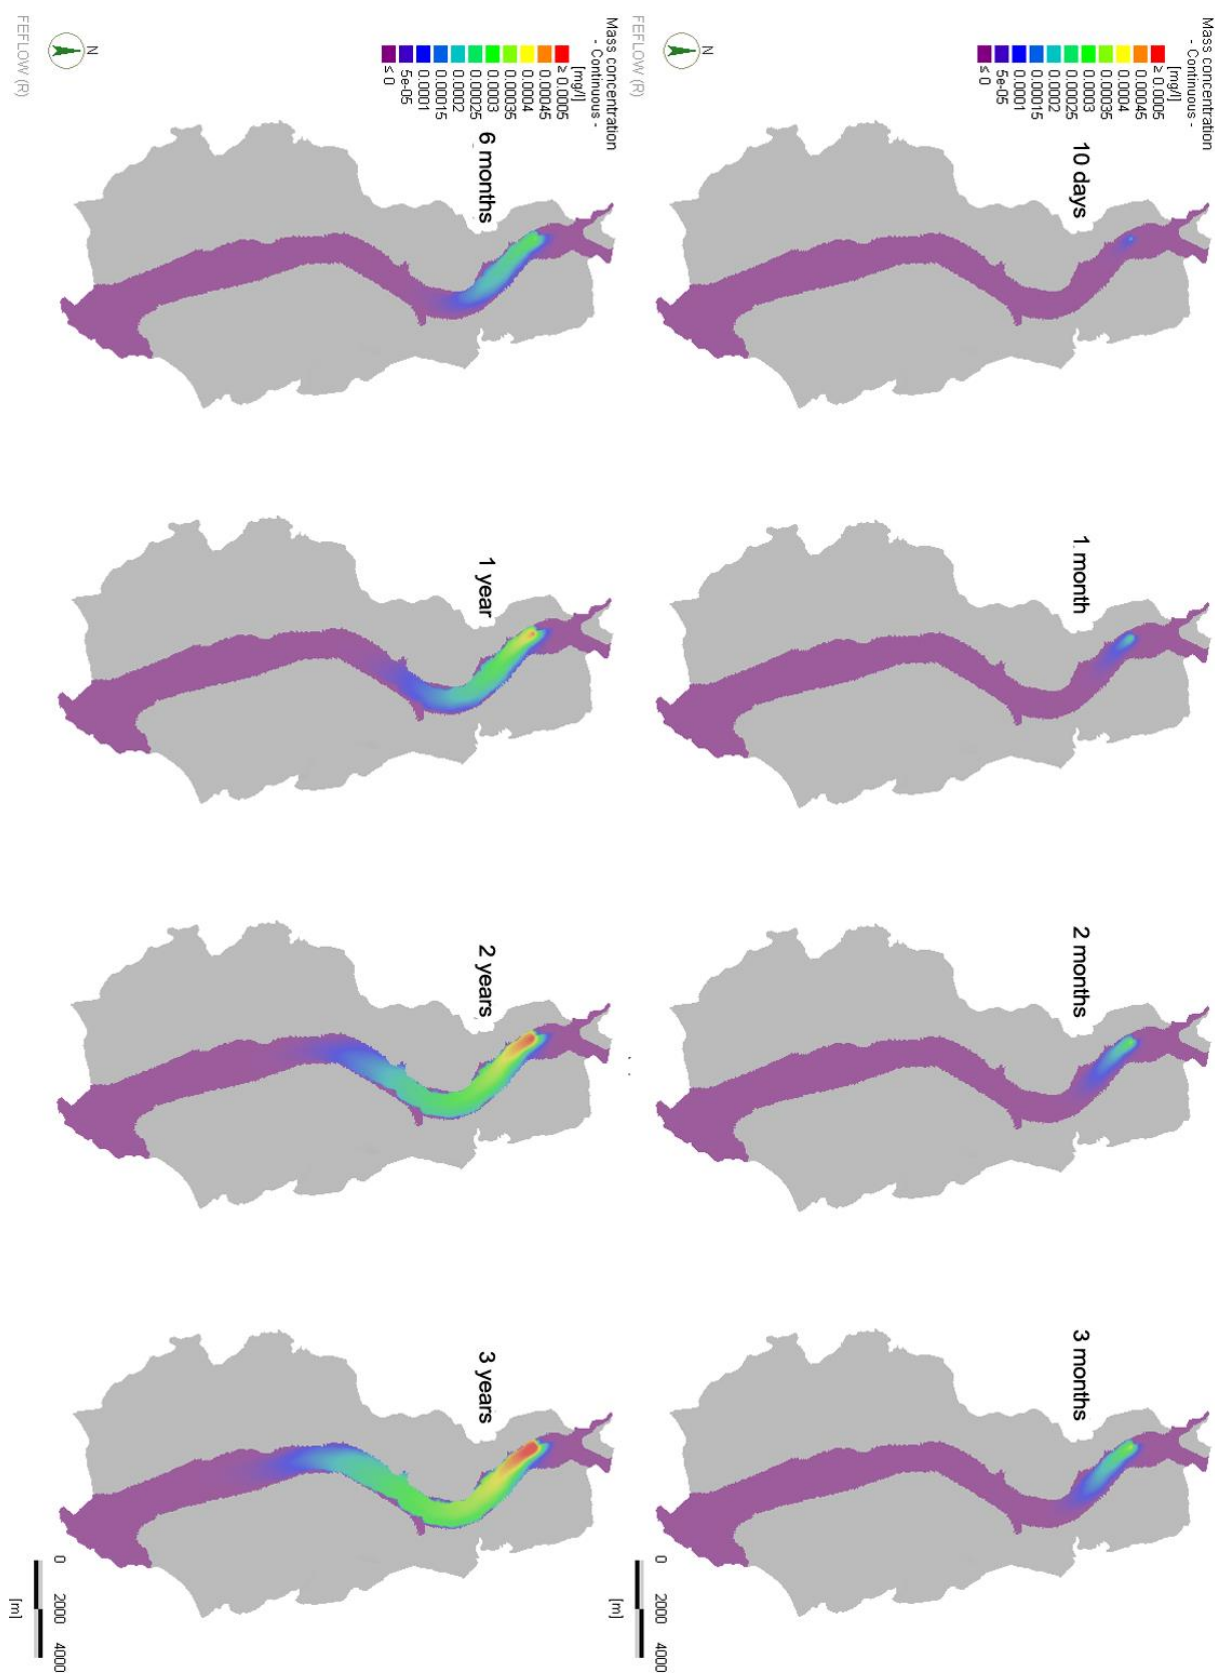 Mass concentration
- Continuous -
[mg/l]
≥ 0.0005
0.00045
0.0004
0.00035
0.0003
0.00025
0.0002
0.00015
0.0001
5e-05
≤ 0
N
FEFLOW (R)
10 days
1. month
2 months
3 months
0 2000 4000
[m]
Mass concentration
- Continuous -
[mg/l]
≥ 0.0005
0.00045
0.0004
0.00035
0.0003
0.00025
0.0002
0.00015
0.0001
5e-05
≤ 0
N
FEFLOW (R)
6 months
1 year
2 years
3 years
0 2000 4000
[m]